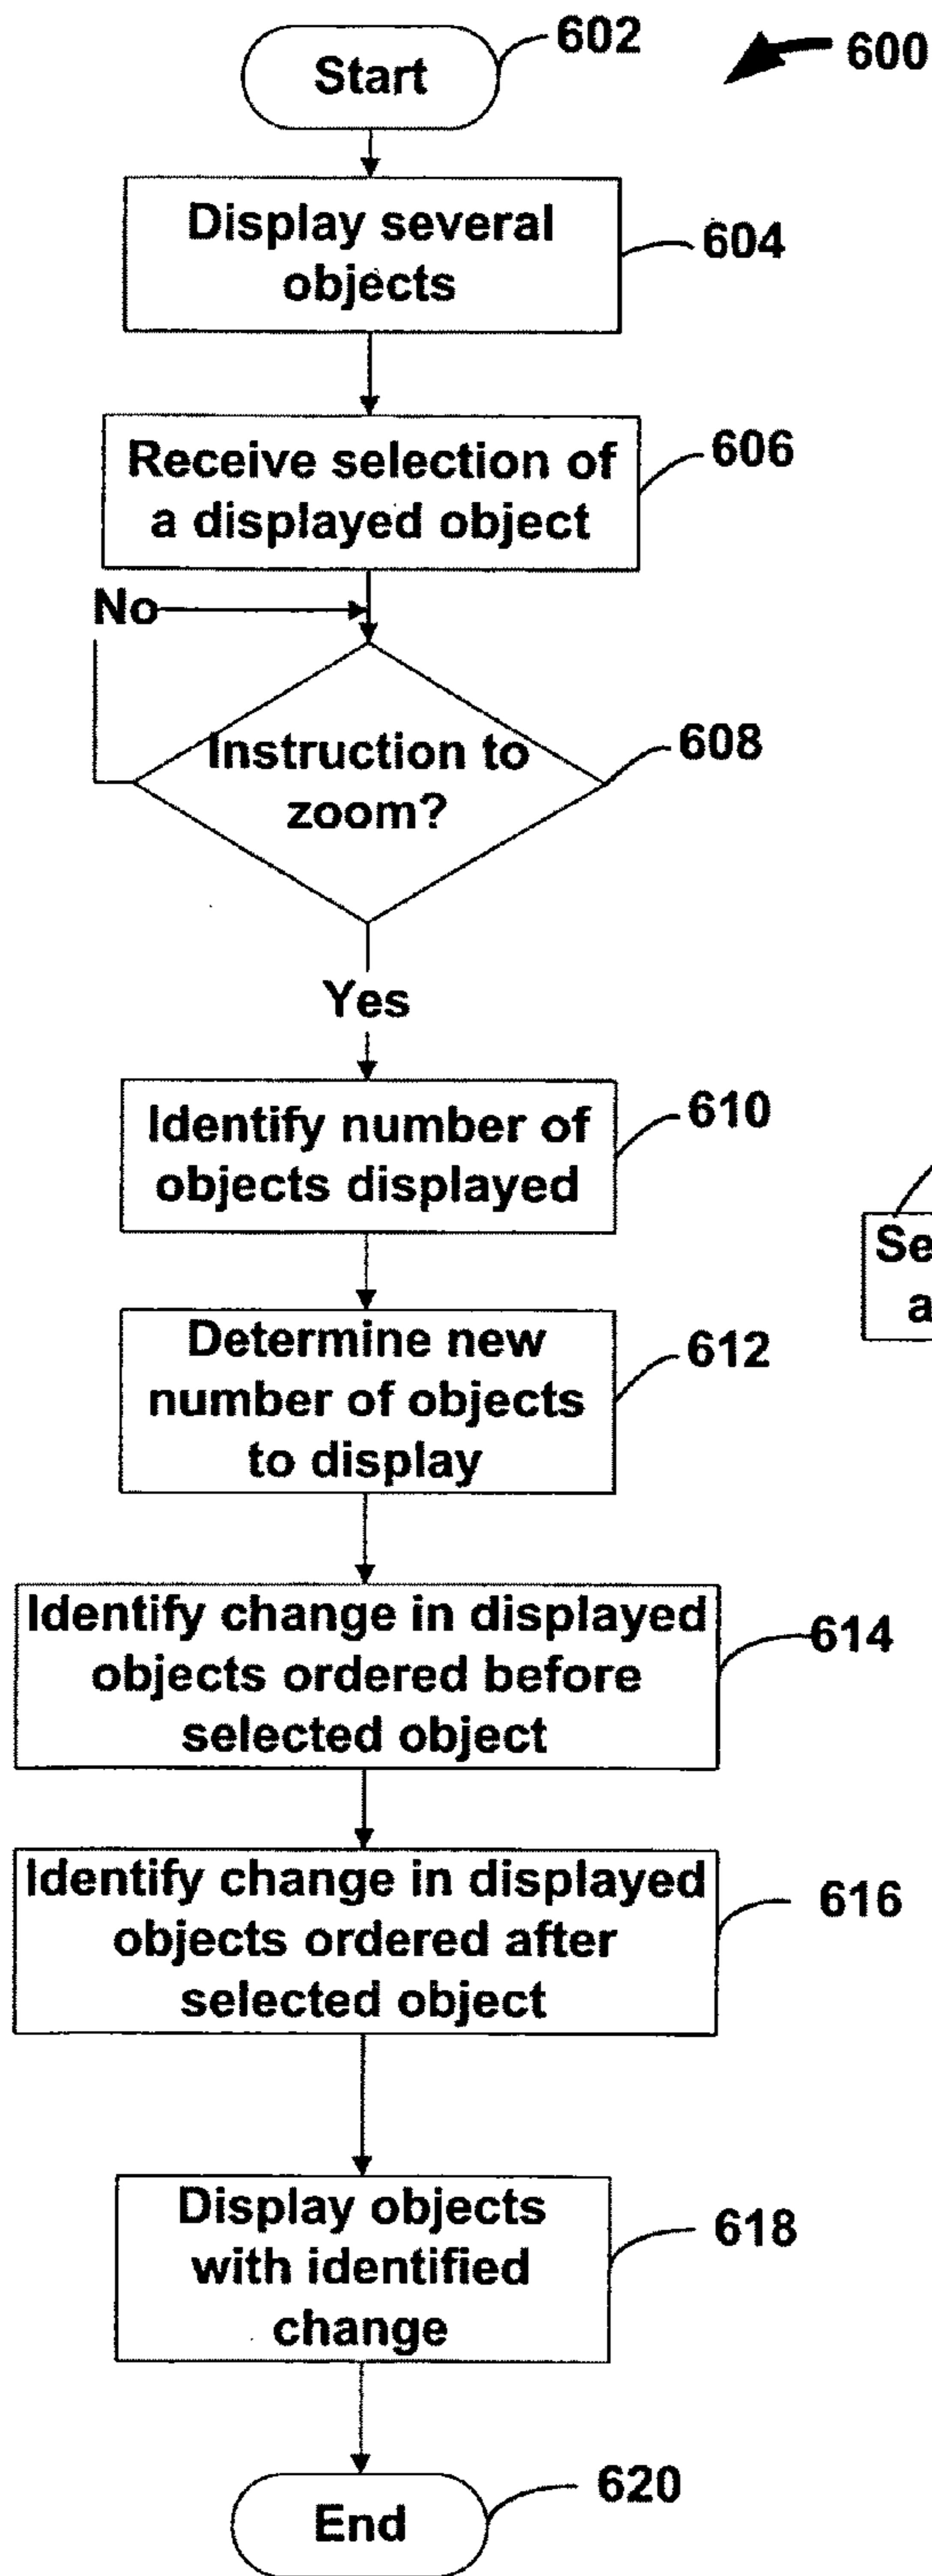 Start
602
600
Display several
objects
604
Receive selection of
a displayed object
606
No
Instruction to
zoom?
608
Yes
Identify number of
objects displayed
610
Determine new
number of objects
to display
612
Identify change in displayed
objects ordered before
selected object
614
Identify change in displayed
objects ordered after
selected object
616
Display objects
with identified
change
618
End
620